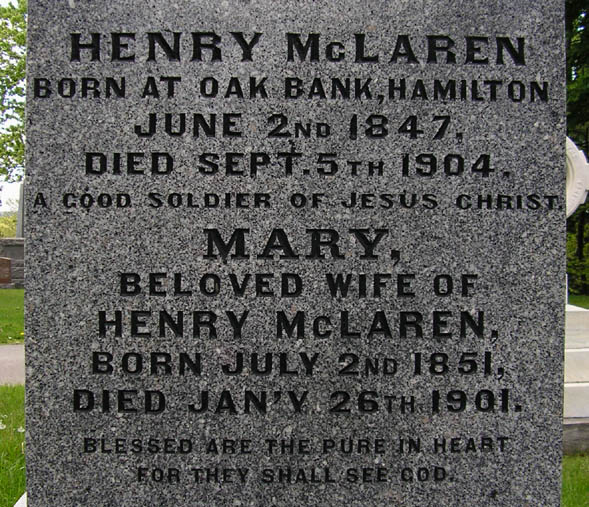 HENRY McLAREN
BORN AT OAK BANK, HAMILTON
JUNE 2ND 1847,
DIED SEPT. 5TH 1904.
A GOOD SOLDIER OF JESUS CHRIST.
MARY,
BELOVED WIFE OF
HENRY McLAREN,
BORN JULY 2ND 1851,
DIED JAN'Y 26TH 1901.
BLESSED ARE THE PURE IN HEART
FOR THEY SHALL SEE GOD.